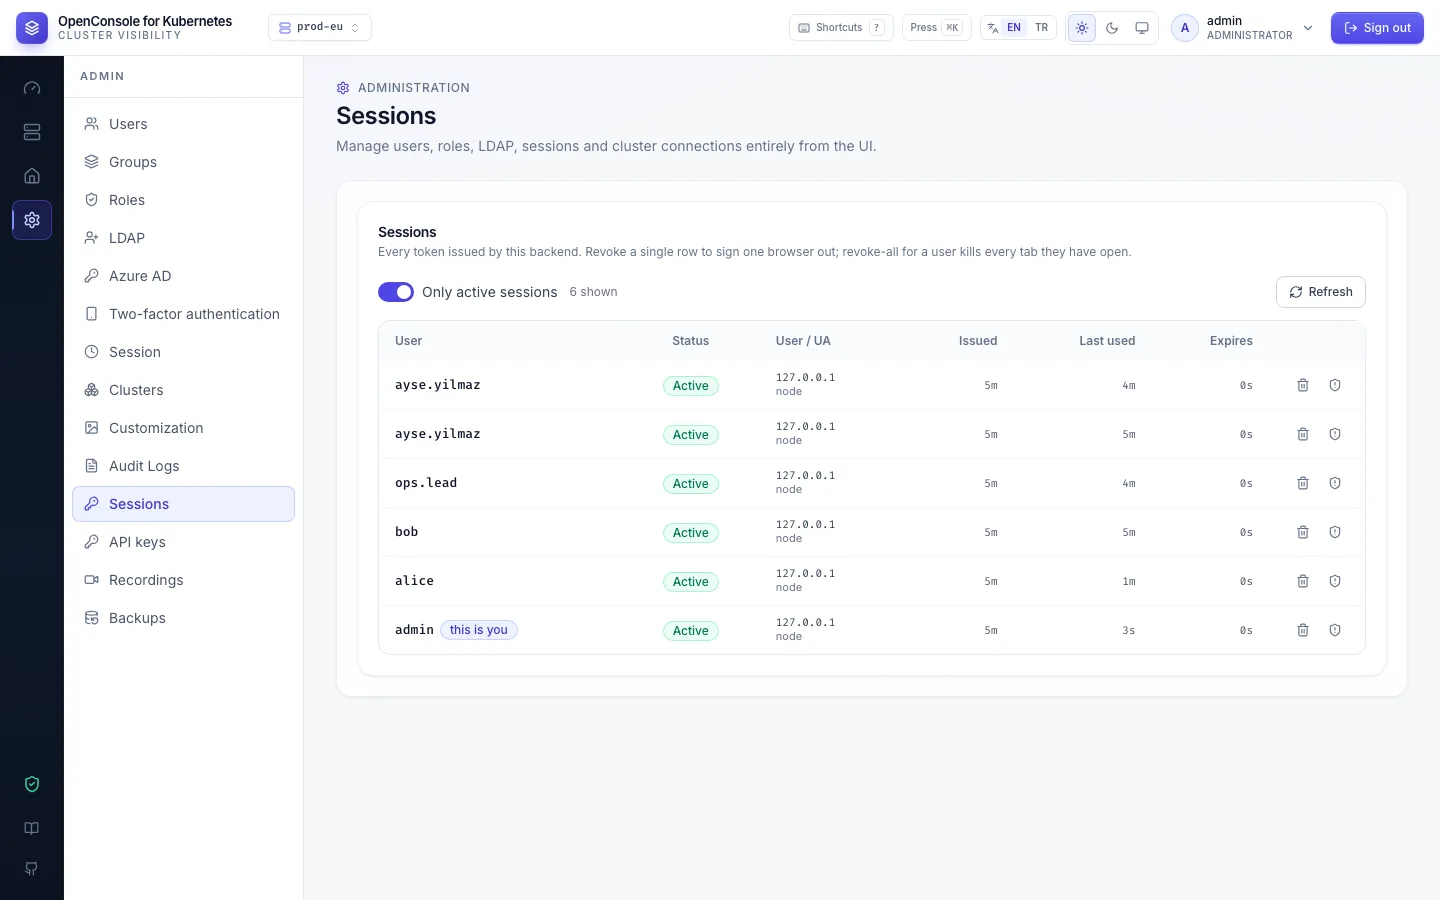 OpenConsole for Kubernetes
CLUSTER VISIBILITY
prod-eu
Shortcuts ?
Press ⌘K
EN TR
A
admin
ADMINISTRATOR
Sign out
ADMIN
Users
Groups
Roles
LDAP
Azure AD
Two-factor authentication
Session
Clusters
Customization
Audit Logs
Sessions
API keys
Recordings
Backups
ADMINISTRATION
Sessions
Manage users, roles, LDAP, sessions and cluster connections entirely from the UI.
Sessions
Every token issued by this backend. Revoke a single row to sign one browser out; revoke-all for a user kills every tab they have open.
Only active sessions 6 shown
Refresh
User Status User / UA Issued Last used Expires
ayse.yilmaz Active 127.0.0.1 5m 4m 0s
node
ayse.yilmaz Active 127.0.0.1 5m 5m 0s
node
ops.lead Active 127.0.0.1 5m 4m 0s
node
bob Active 127.0.0.1 5m 5m 0s
node
alice Active 127.0.0.1 5m 1m 0s
node
admin this is you Active 127.0.0.1 5m 3s 0s
node